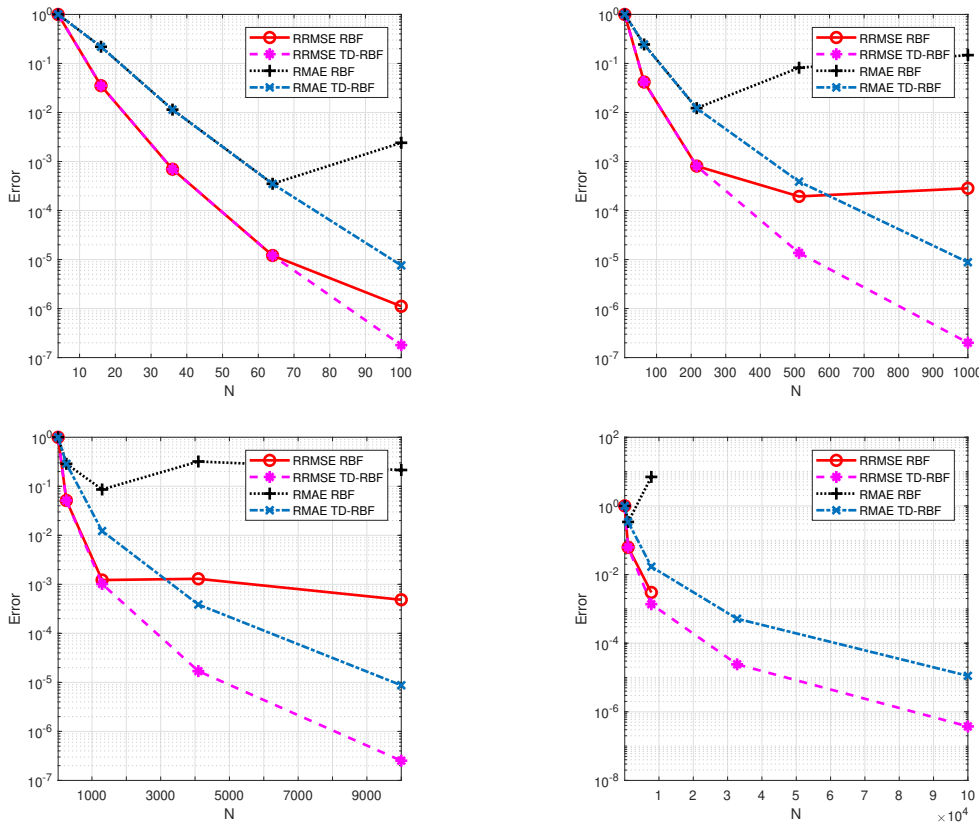 10^0
10^-1
10^-2
10^-3
10^-4
10^-5
10^-6
10^-7
Error
0 10 20 30 40 50 60 70 80 90 100
N
RRMSE RBF
RRMSE TD-RBF
RMAE RBF
RMAE TD-RBF
10^0
10^-1
10^-2
10^-3
10^-4
10^-5
10^-6
10^-7
Error
100 200 300 400 500 600 700 800 900 1000
N
RRMSE RBF
RRMSE TD-RBF
RMAE RBF
RMAE TD-RBF
10^0
10^-1
10^-2
10^-3
10^-4
10^-5
10^-6
10^-7
Error
1000 3000 5000 7000 9000
N
RRMSE RBF
RRMSE TD-RBF
RMAE RBF
RMAE TD-RBF
10^2
10^0
10^-2
10^-4
10^-6
10^-8
Error
1 2 3 4 5 6 7 8 9 10
N
×10^4
RRMSE RBF
RRMSE TD-RBF
RMAE RBF
RMAE TD-RBF